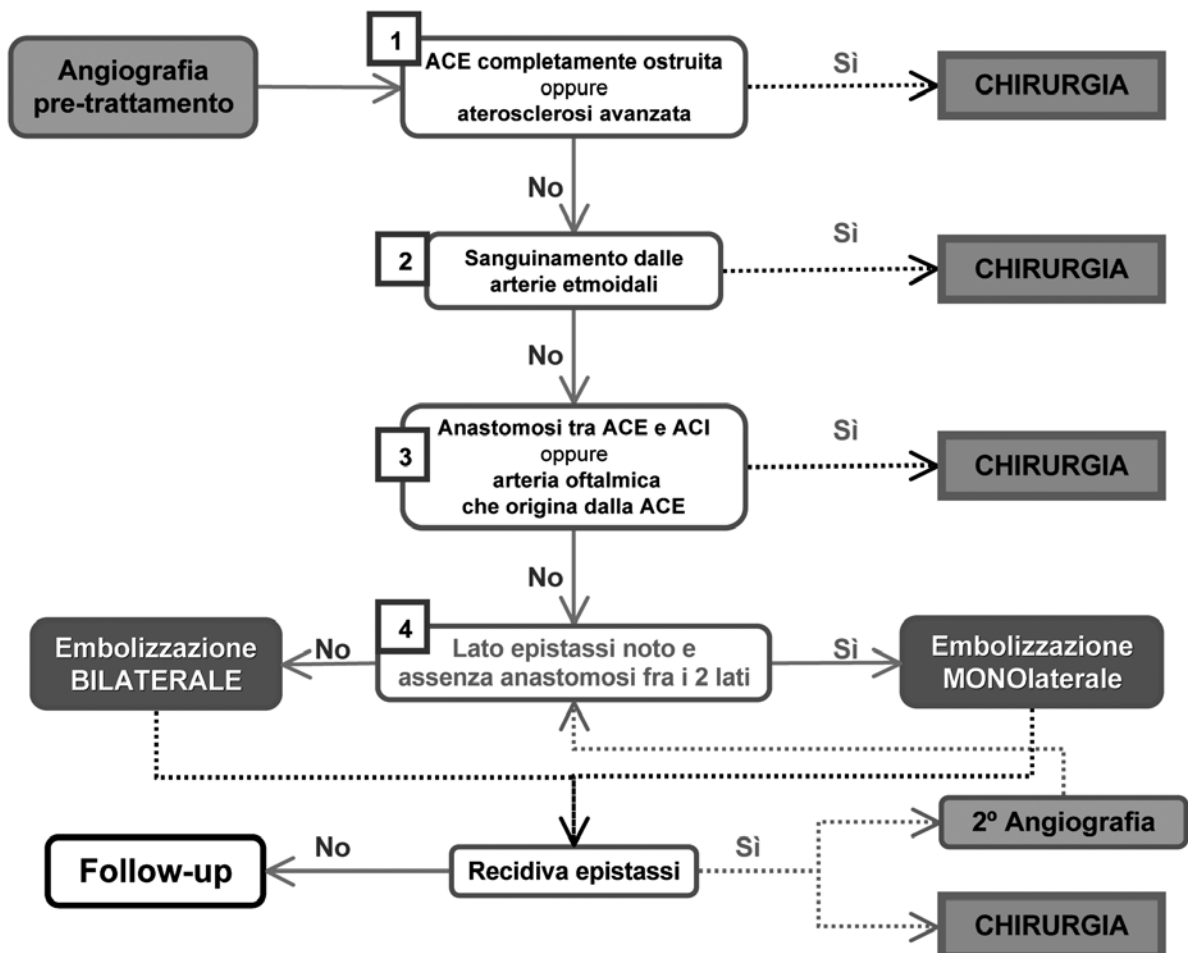 Angiografia
pre-trattamento
1
ACE completamente ostruita
oppure
aterosclerosi avanzata
Sì
CHIRURGIA
No
2
Sanguinamento dalle
arterie etmoidali
Sì
CHIRURGIA
No
3
Anastomosi tra ACE e ACI
oppure
arteria oftalmica
che origina dalla ACE
Sì
CHIRURGIA
No
4
Lato epistassi noto e
assenza anastomosi fra i 2 lati
No
Embolizzazione
BILATERALE
Sì
Embolizzazione
MONOlaterale
Recidiva epistassi
No
Follow-up
Sì
2º Angiografia
CHIRURGIA